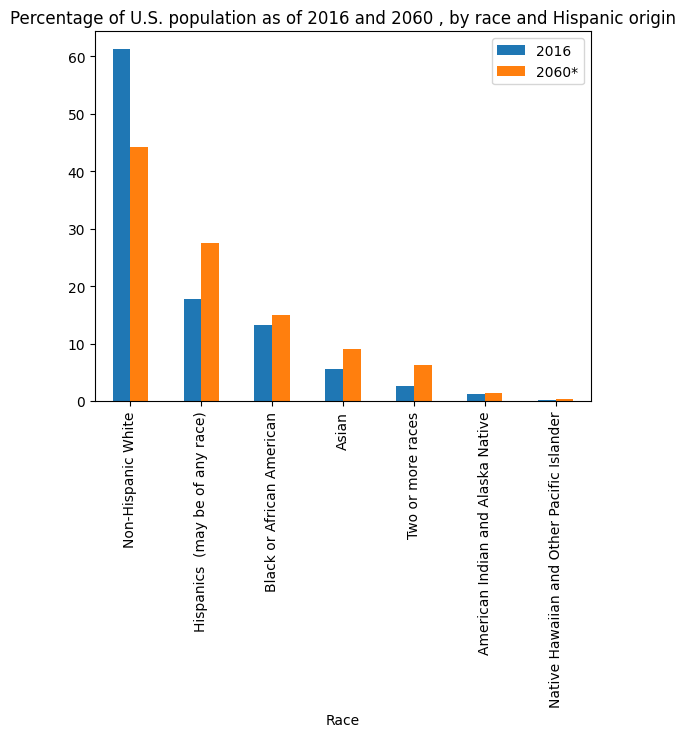 Percentage of U.S. population as of 2016 and 2060 , by race and Hispanic origin
2016
2060*
60
50
40
30
20
10
0
Non-Hispanic White
Hispanics  (may be of any race)
Black or African American
Asian
Two or more races
American Indian and Alaska Native
Native Hawaiian and Other Pacific Islander
Race